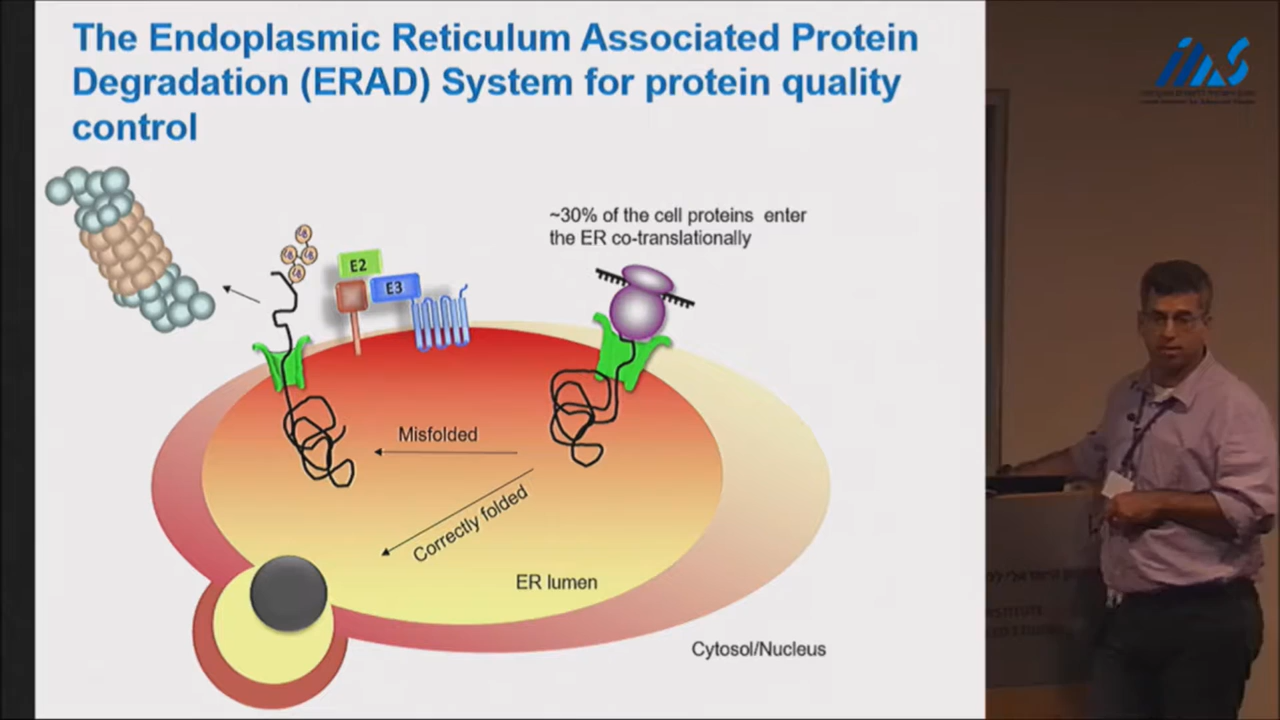 The Endoplasmic Reticulum Associated Protein
Degradation (ERAD) System for protein quality
control
~30% of the cell proteins enter
the ER co-translationally
E2
E3
Misfolded
Correctly folded
ER lumen
Cytosol/Nucleus